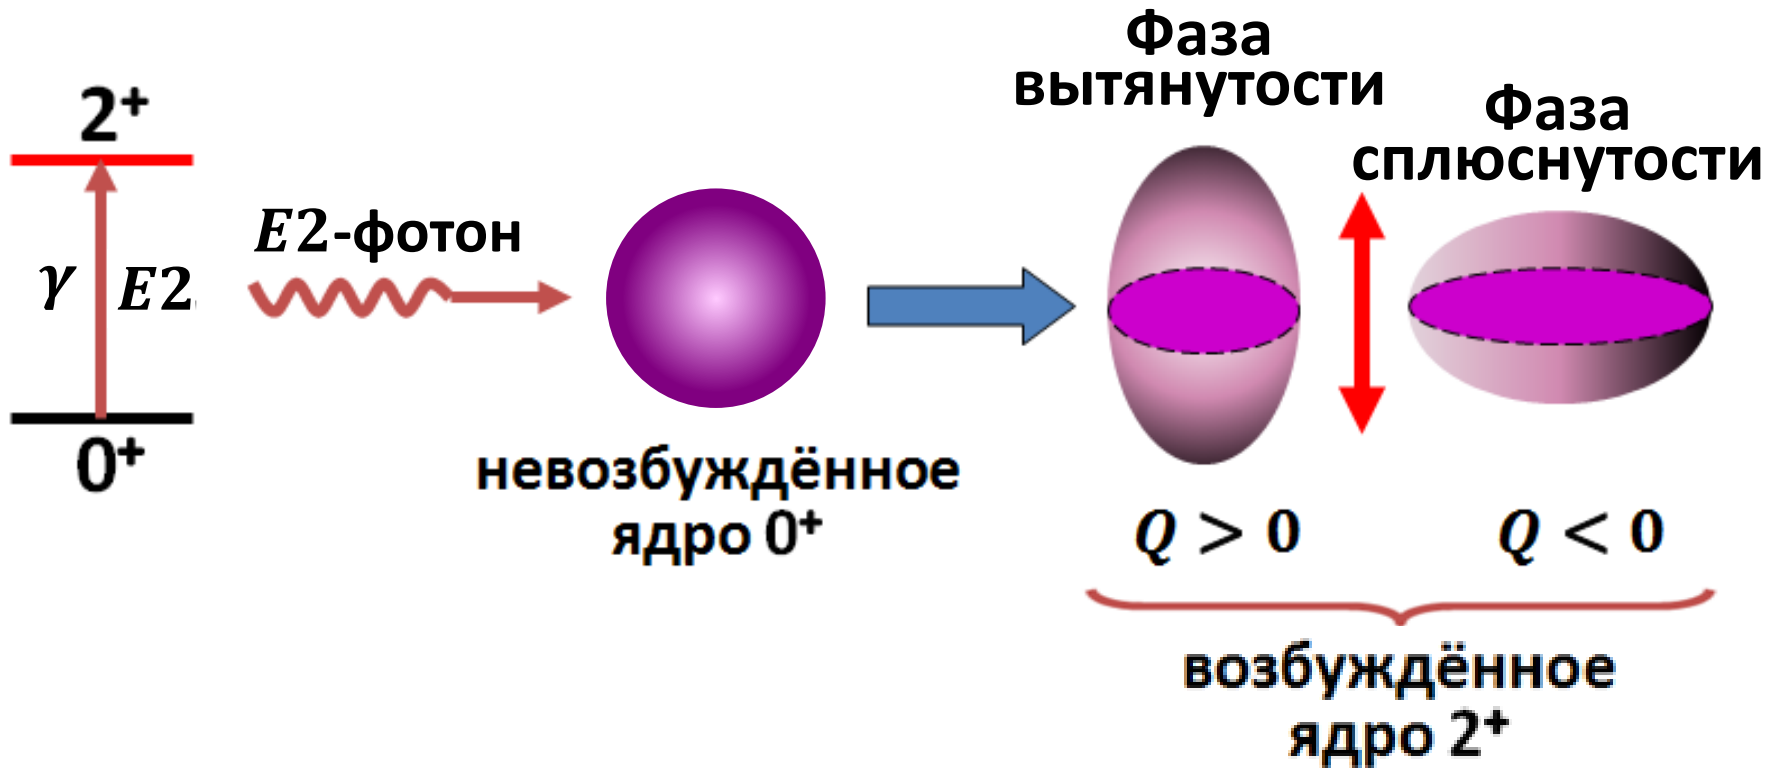 2⁺
γ E2
0⁺
E2-фотон
невозбуждённое
ядро 0⁺
Фаза
вытянутости
Фаза
сплюснутости
Q > 0
Q < 0
возбуждённое
ядро 2⁺